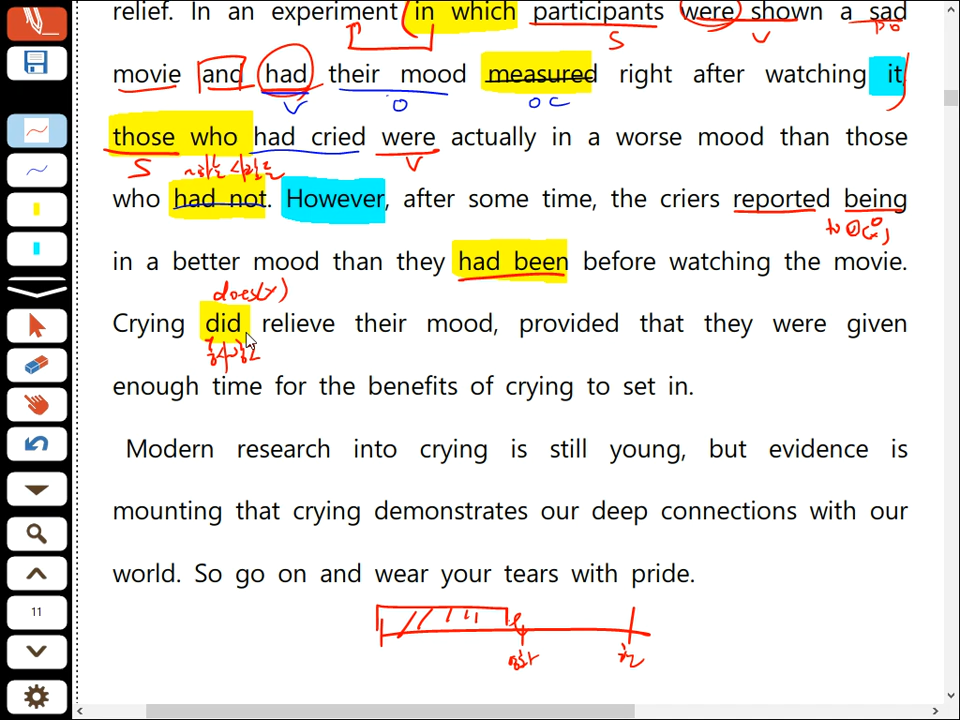 relief. In an experiment in which participants were shown a sad
S V
movie and had their mood measured right after watching it,
V O OC
those who had cried were actually in a worse mood than those
S V
who had not. However, after some time, the criers reported being
to
in a better mood than they had been before watching the movie.
does(x)
Crying did relieve their mood, provided that they were given
enough time for the benefits of crying to set in.
Modern research into crying is still young, but evidence is
mounting that crying demonstrates our deep connections with our
world. So go on and wear your tears with pride.
11